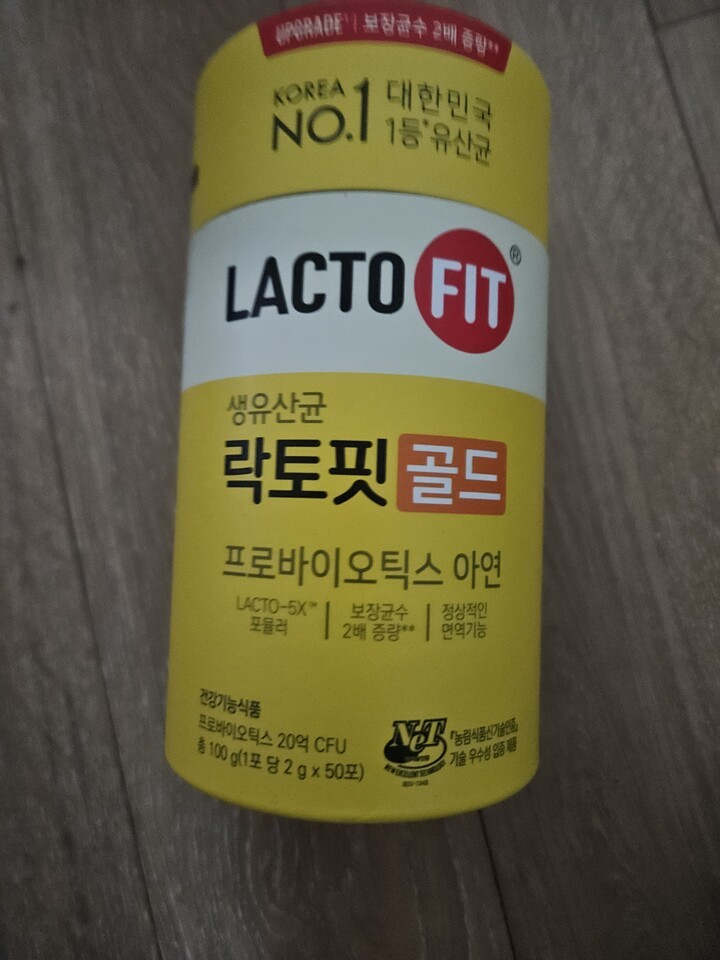 UPGRADE | 보장균수 2배 증량**
KOREA NO.1
대한민국
1등*유산균
LACTO FIT®
생유산균
락토핏 골드
프로바이오틱스 아연
LACTO-5X™ 포뮬러 | 보장균수 2배 증량** | 정상적인 면역기능
건강기능식품
프로바이오틱스 20억 CFU
총 100 g(1포 당 2 g x 50포)
NeT
NEW EXCELLENT TECHNOLOGY
『농림식품신기술인증』
기술 우수성 입증 제품